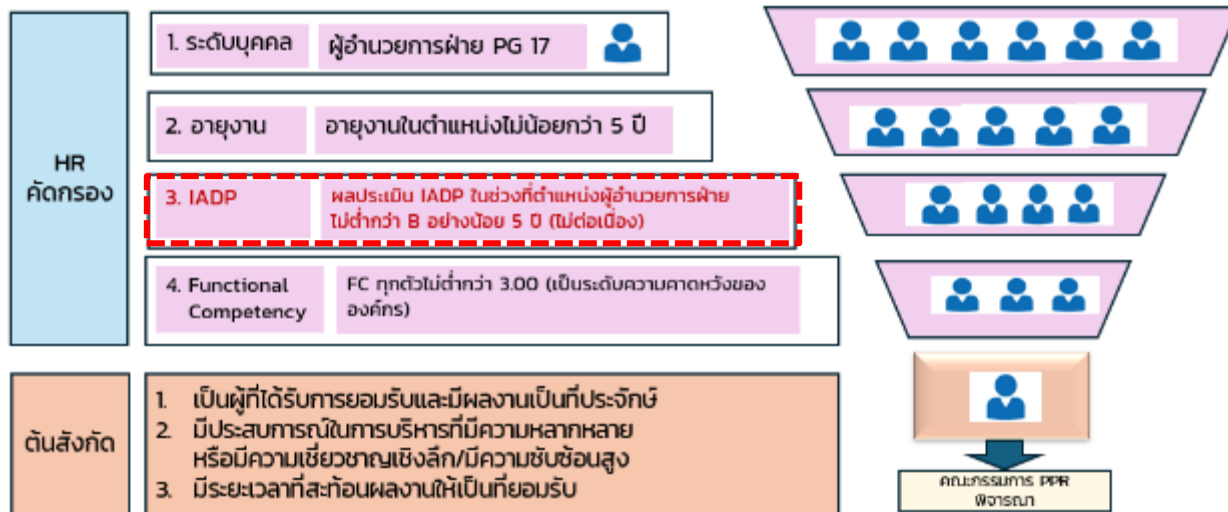 HR
คัดกรอง
1. ระดับบุคคล
ผู้อำนวยการฝ่าย PG 17
2. อายุงาน
อายุงานในตำแหน่งไม่น้อยกว่า 5 ปี
3. IADP
ผลประเมิน IADP ในช่วงที่ตำแหน่งผู้อำนวยการฝ่าย
ไม่ต่ำกว่า B อย่างน้อย 5 ปี (ไม่ต่อเนื่อง)
4. Functional
Competency
FC ทุกตัวไม่ต่ำกว่า 3.00 (เป็นระดับความคาดหวังของ
องค์กร)
ต้นสังกัด
1. เป็นผู้ที่ได้รับการยอมรับและมีผลงานเป็นที่ประจักษ์
2. มีประสบการณ์ในการบริหารที่มีความหลากหลาย
หรือมีความเชี่ยวชาญเชิงลึก/มีความซับซ้อนสูง
3. มีระยะเวลาที่สะท้อนผลงานให้เป็นที่ยอมรับ
คณะกรรมการ PPR
พิจารณา